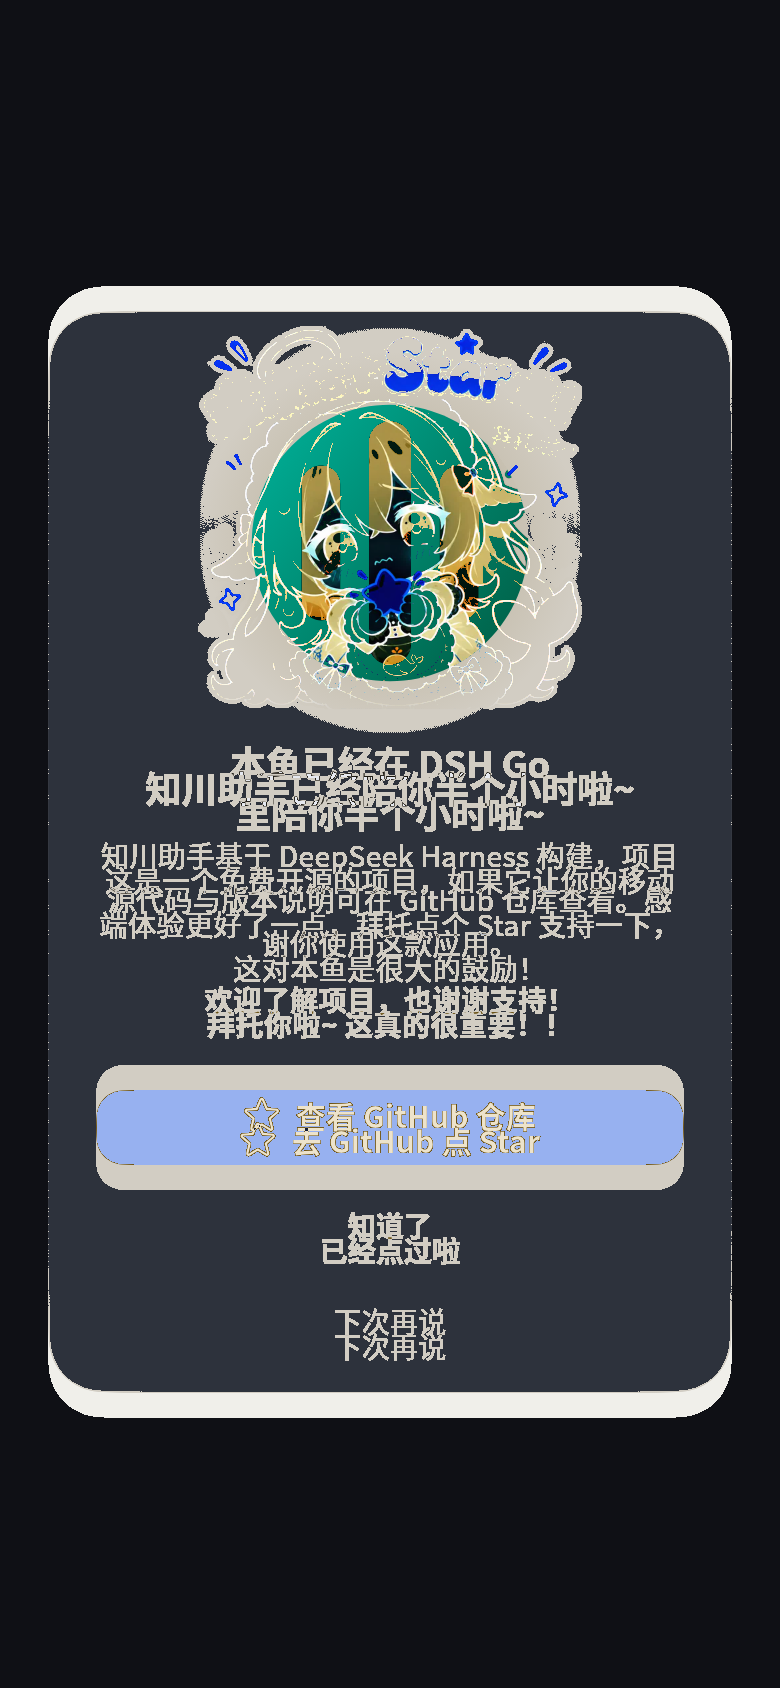 Star
本鱼已经在 DSH Go
知川助手已经陪你半个小时啦~
里陪你半个小时啦~
知川助手基于 DeepSeek Harness 构建，项目
这是一个免费开源的项目，如果它让你的移动
源代码与版本说明可在 GitHub 仓库查看。感
端体验更好了一点，拜托点个 Star 支持一下，
谢你使用这款应用。
这对本鱼是很大的鼓励！
欢迎了解项目，也谢谢支持！
拜托你啦~ 这真的很重要！！
☆ 查看 GitHub 仓库
☆ 去 GitHub 点 Star
知道了
已经点过啦
下次再说
下次再说